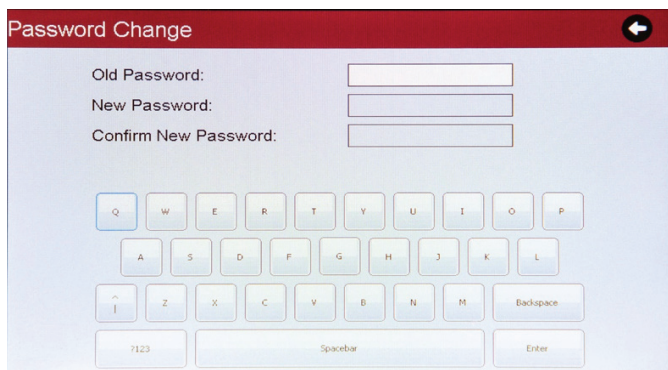 Password Change
Old Password:
New Password:
Confirm New Password:
Q W E R T Y U I O P
A S D F G H J K L
Z X C V B N M Backspace
?123 Spacebar Enter